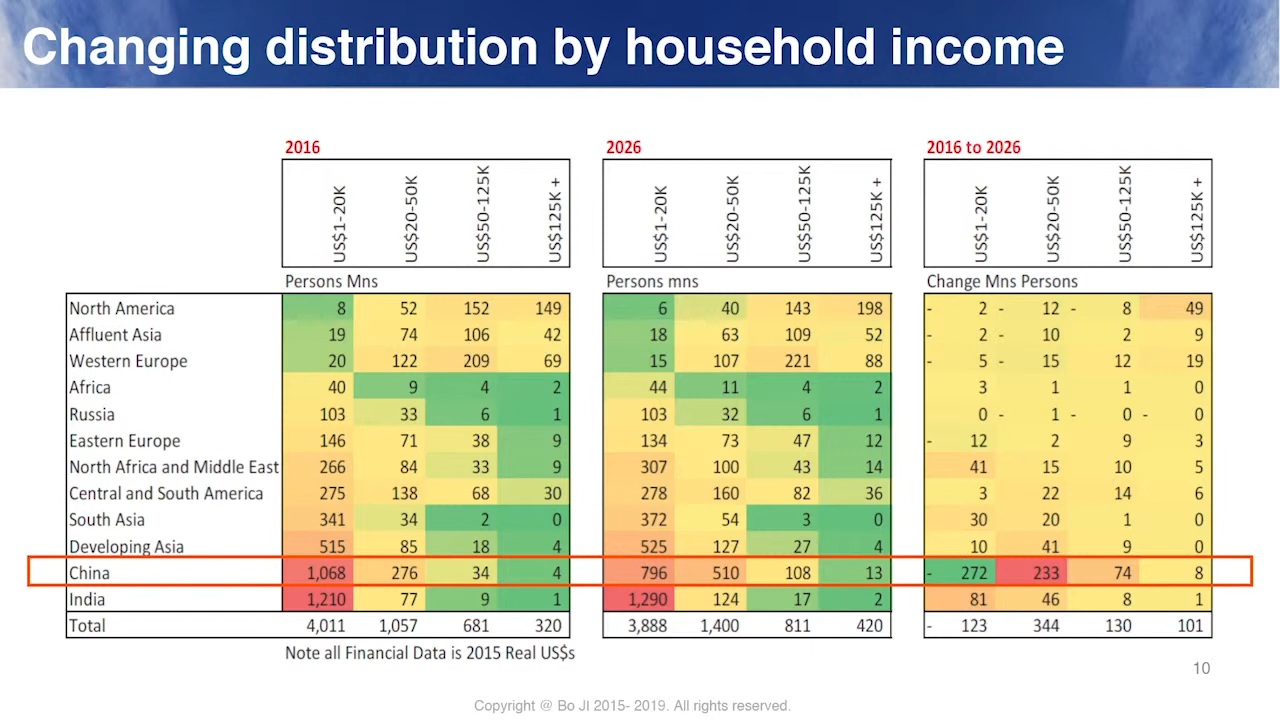 Changing distribution by household income
2016 2026 2016 to 2026
US$1-20K US$20-50K US$50-125K US$125K + US$1-20K US$20-50K US$50-125K US$125K + US$1-20K US$20-50K US$50-125K US$125K +
Persons Mns Persons mns Change Mns Persons
North America 8 52 152 149 6 40 143 198 - 2 - 12 - 8 49
Affluent Asia 19 74 106 42 18 63 109 52 - 2 - 10 2 9
Western Europe 20 122 209 69 15 107 221 88 - 5 - 15 12 19
Africa 40 9 4 2 44 11 4 2 3 1 1 0
Russia 103 33 6 1 103 32 6 1 0 - 1 - 0 - 0
Eastern Europe 146 71 38 9 134 73 47 12 - 12 2 9 3
North Africa and Middle East 266 84 33 9 307 100 43 14 41 15 10 5
Central and South America 275 138 68 30 278 160 82 36 3 22 14 6
South Asia 341 34 2 0 372 54 3 0 30 20 1 0
Developing Asia 515 85 18 4 525 127 27 4 10 41 9 0
China 1,068 276 34 4 796 510 108 13 - 272 233 74 8
India 1,210 77 9 1 1,290 124 17 2 81 46 8 1
Total 4,011 1,057 681 320 3,888 1,400 811 420 - 123 344 130 101
Note all Financial Data is 2015 Real US$s
10
Copyright @ Bo JI 2015- 2019. All rights reserved.